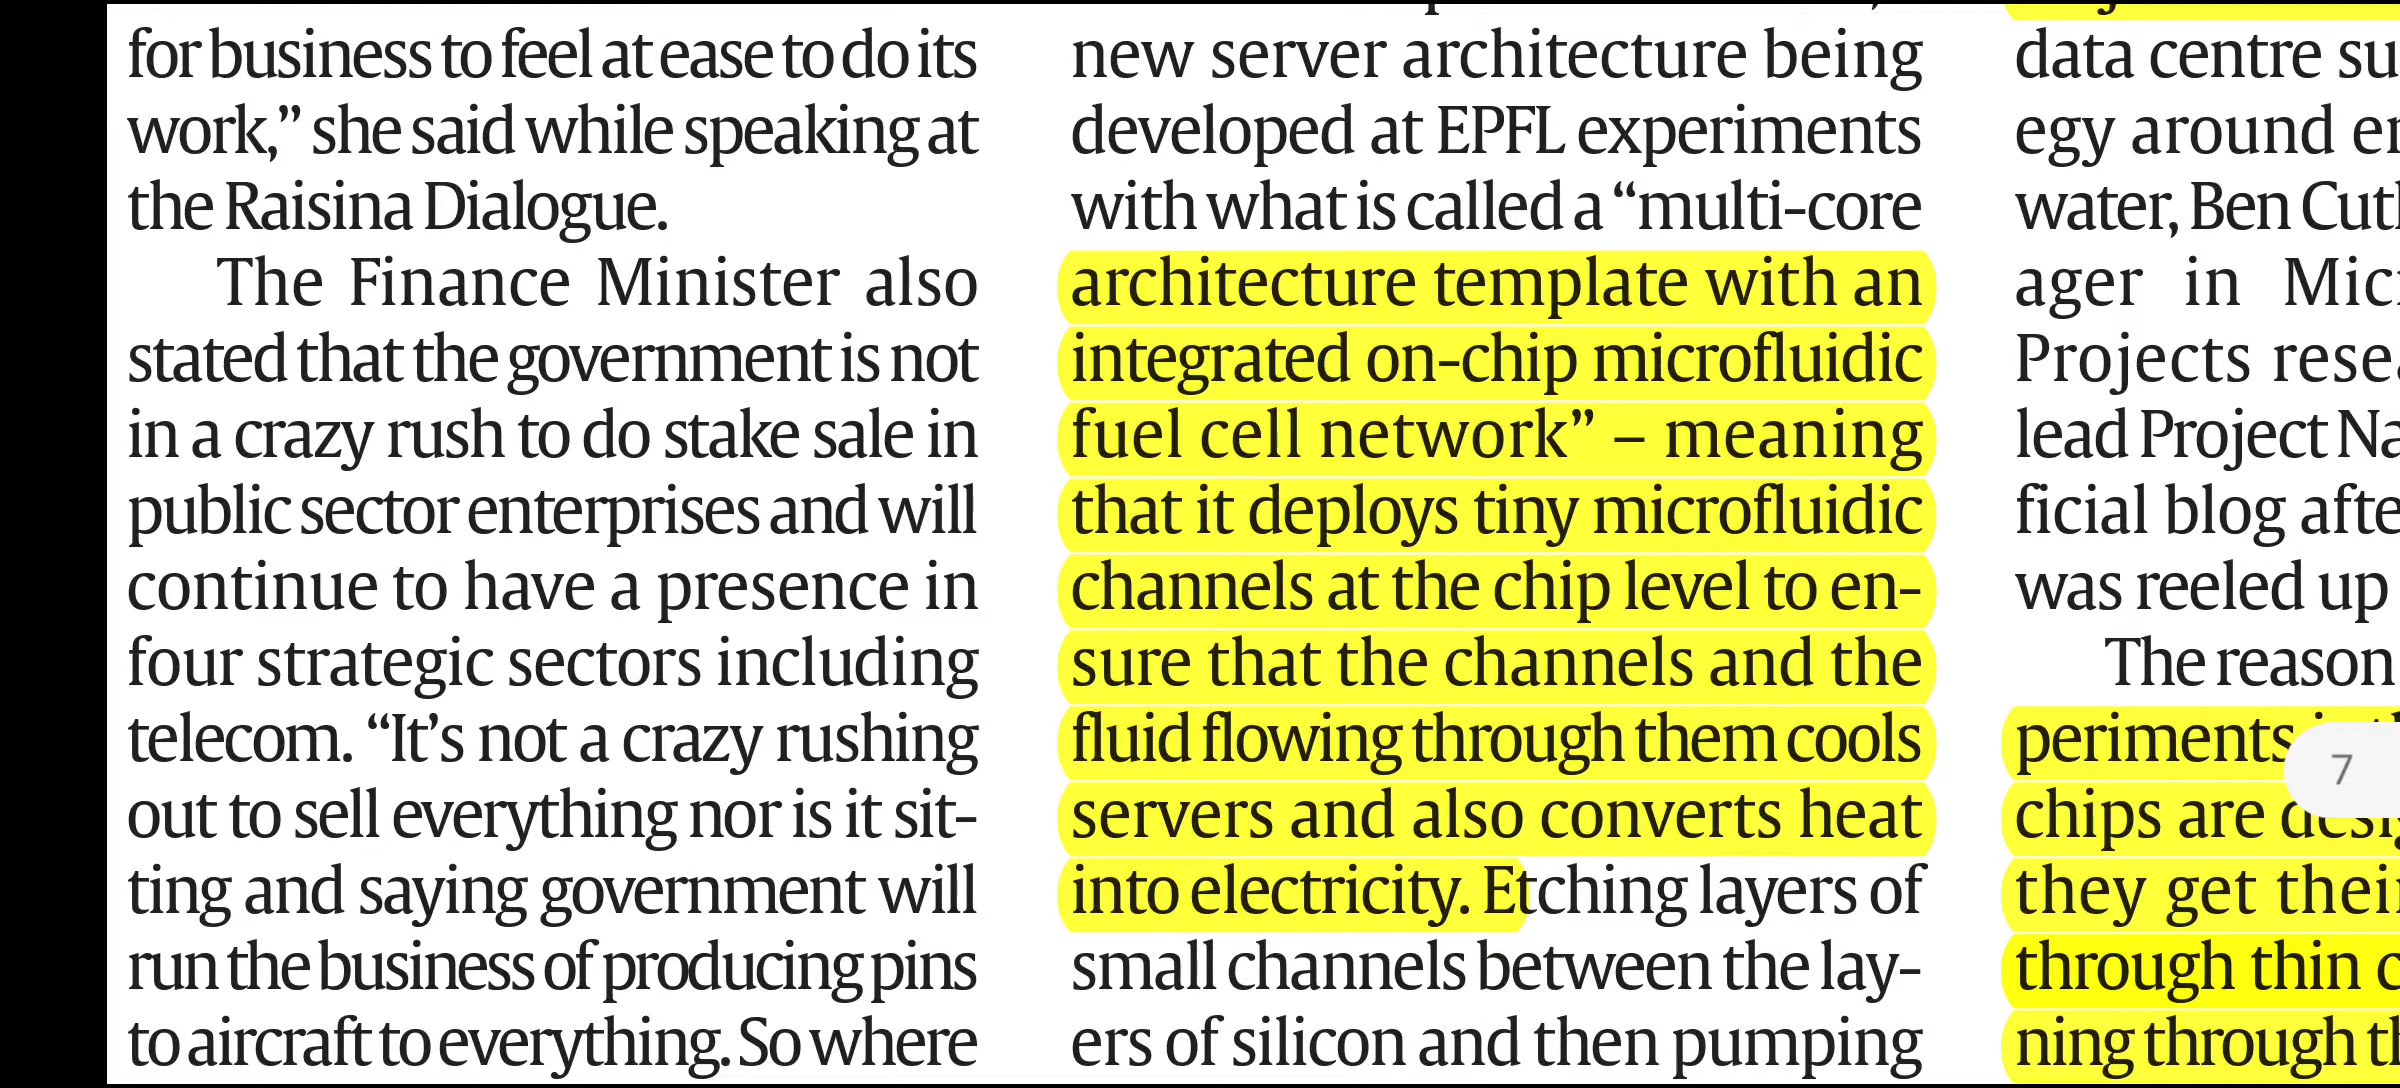 for business to feel at ease to do its
work,” she said while speaking at
the Raisina Dialogue.
The Finance Minister also
stated that the government is not
in a crazy rush to do stake sale in
public sector enterprises and will
continue to have a presence in
four strategic sectors including
telecom. “It’s not a crazy rushing
out to sell everything nor is it sit-
ting and saying government will
run the business of producing pins
to aircraft to everything. So where
new server architecture being
developed at EPFL experiments
with what is called a “multi-core
architecture template with an
integrated on-chip microfluidic
fuel cell network” – meaning
that it deploys tiny microfluidic
channels at the chip level to en-
sure that the channels and the
fluid flowing through them cools
servers and also converts heat
into electricity. Etching layers of
small channels between the lay-
ers of silicon and then pumping
data centre
egy around
water, Ben
ager in
Projects
lead Project
ficial blog
was reeled up
The reason
periments
chips are
they get
through thin
ning through
7